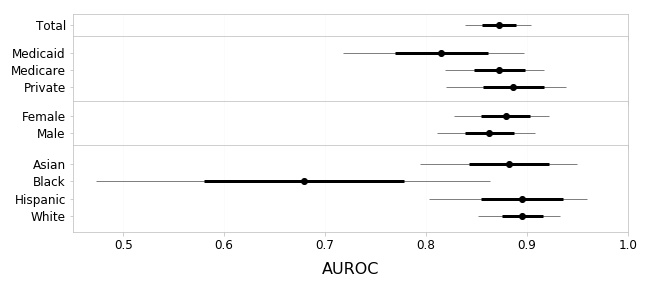 Total
Medicaid
Medicare
Private
Female
Male
Asian
Black
Hispanic
White
0.5 0.6 0.7 0.8 0.9 1.0
AUROC